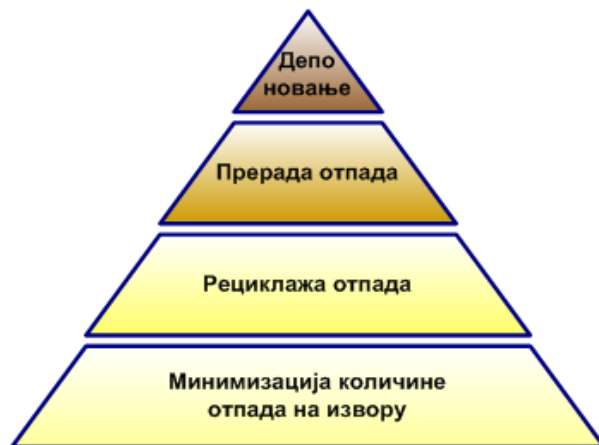 Депо
новање
Прерада отпада
Рециклажа отпада
Минимизација количине
отпада на извору